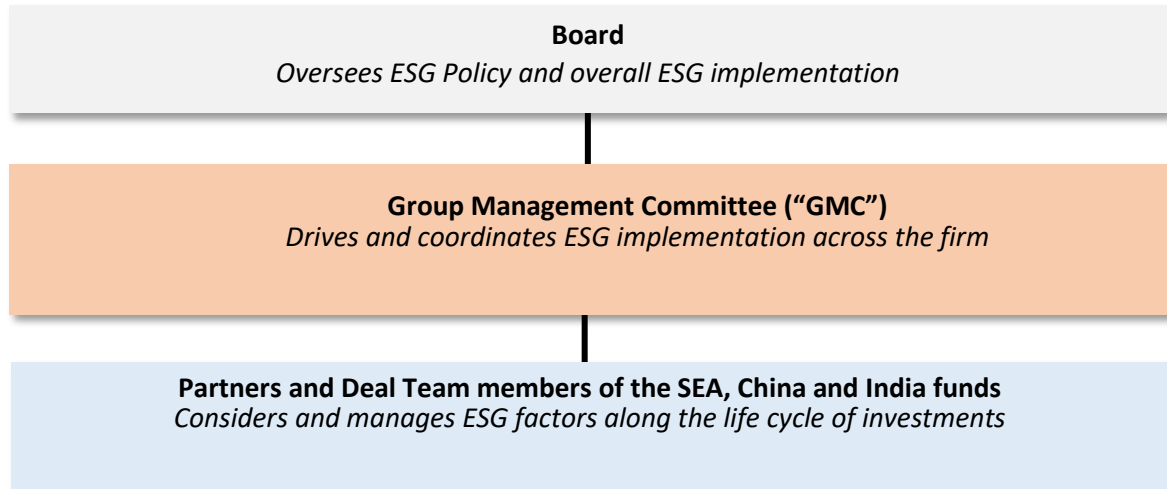 Board
Oversees ESG Policy and overall ESG implementation
Group Management Committee (“GMC”)
Drives and coordinates ESG implementation across the firm
Partners and Deal Team members of the SEA, China and India funds
Considers and manages ESG factors along the life cycle of investments